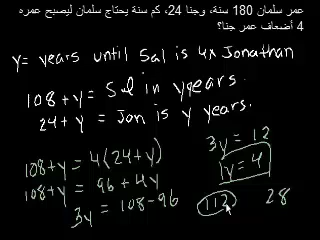 عمر سلمان 180 سنة، وجنا 24، كم سنة يحتاج سلمان ليصبح عمره
4 أضعاف عمر جنا؟
y = years until Sal is 4x Jonathan
108 + y = Sal in y years.
24 + y = Jon is y years.
108 + y = 4(24 + y)
108 + y = 96 + 4y
3y = 108 - 96
3y = 12
y = 4
112
28